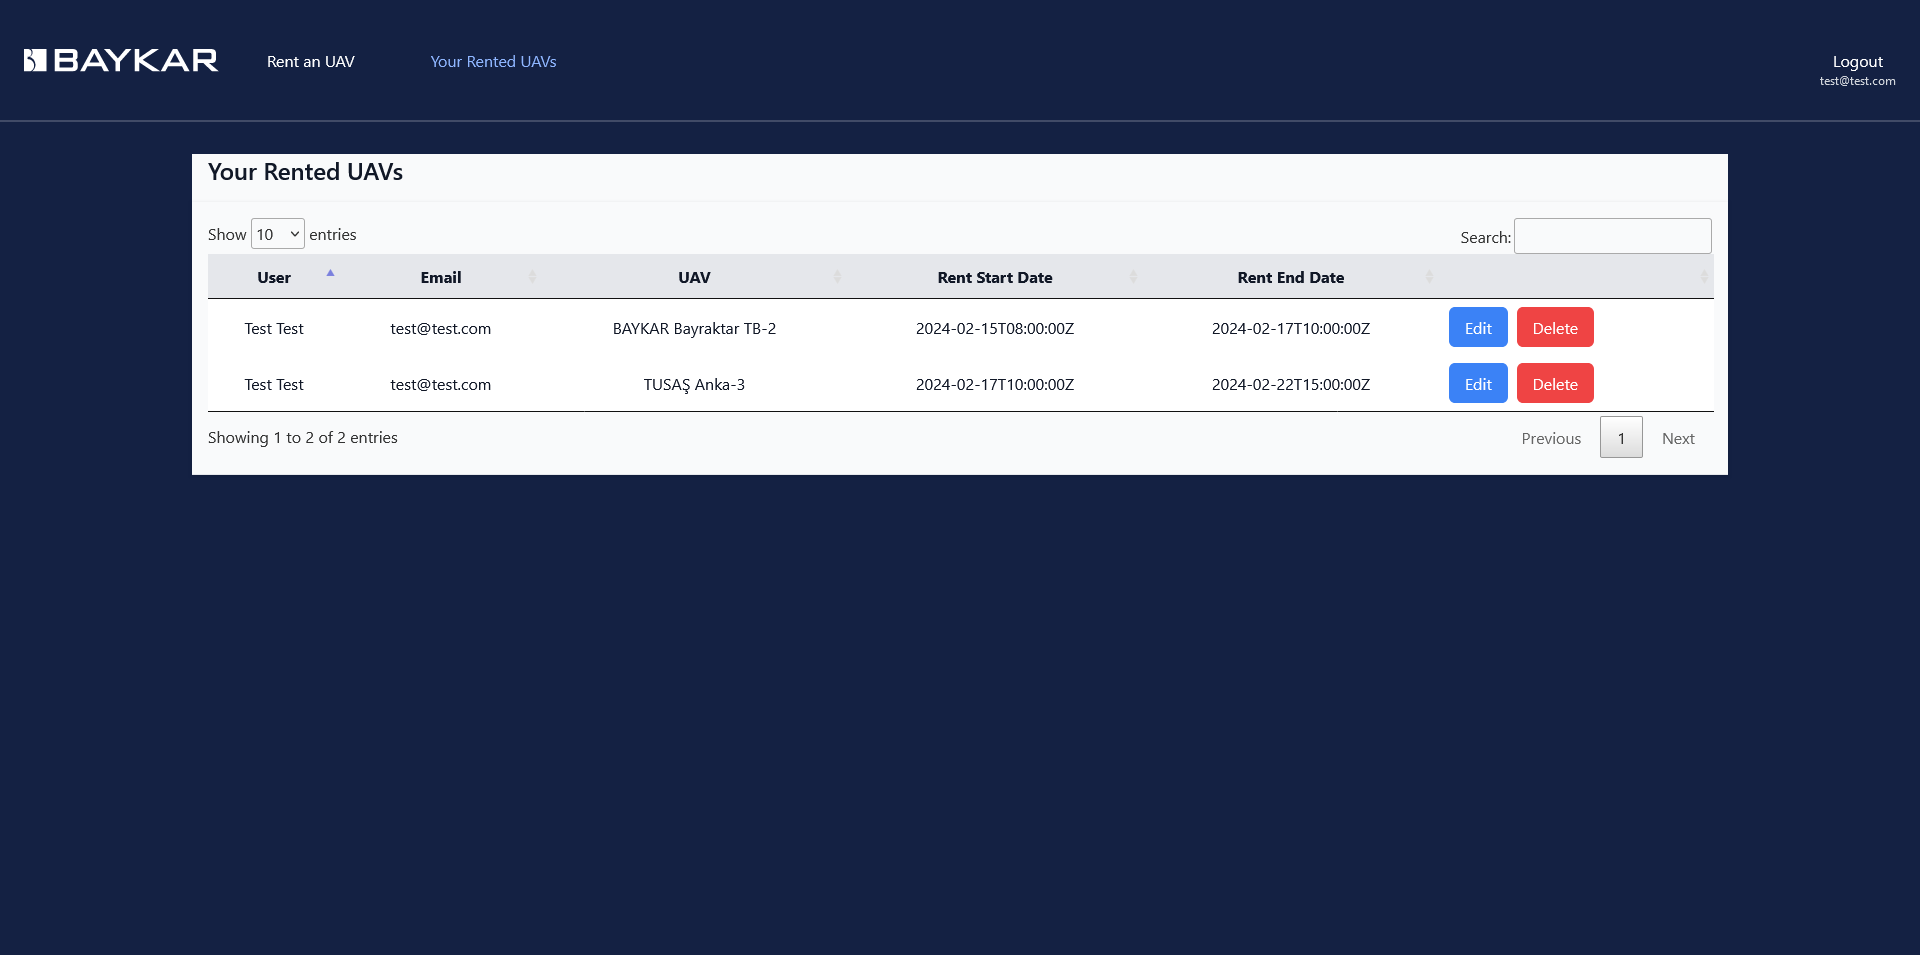 BAYKAR Rent an UAV Your Rented UAVs Logout
test@test.com
Your Rented UAVs
Show 10 entries Search:
User Email UAV Rent Start Date Rent End Date
Test Test test@test.com BAYKAR Bayraktar TB-2 2024-02-15T08:00:00Z 2024-02-17T10:00:00Z Edit Delete
Test Test test@test.com TUSAŞ Anka-3 2024-02-17T10:00:00Z 2024-02-22T15:00:00Z Edit Delete
Showing 1 to 2 of 2 entries Previous 1 Next